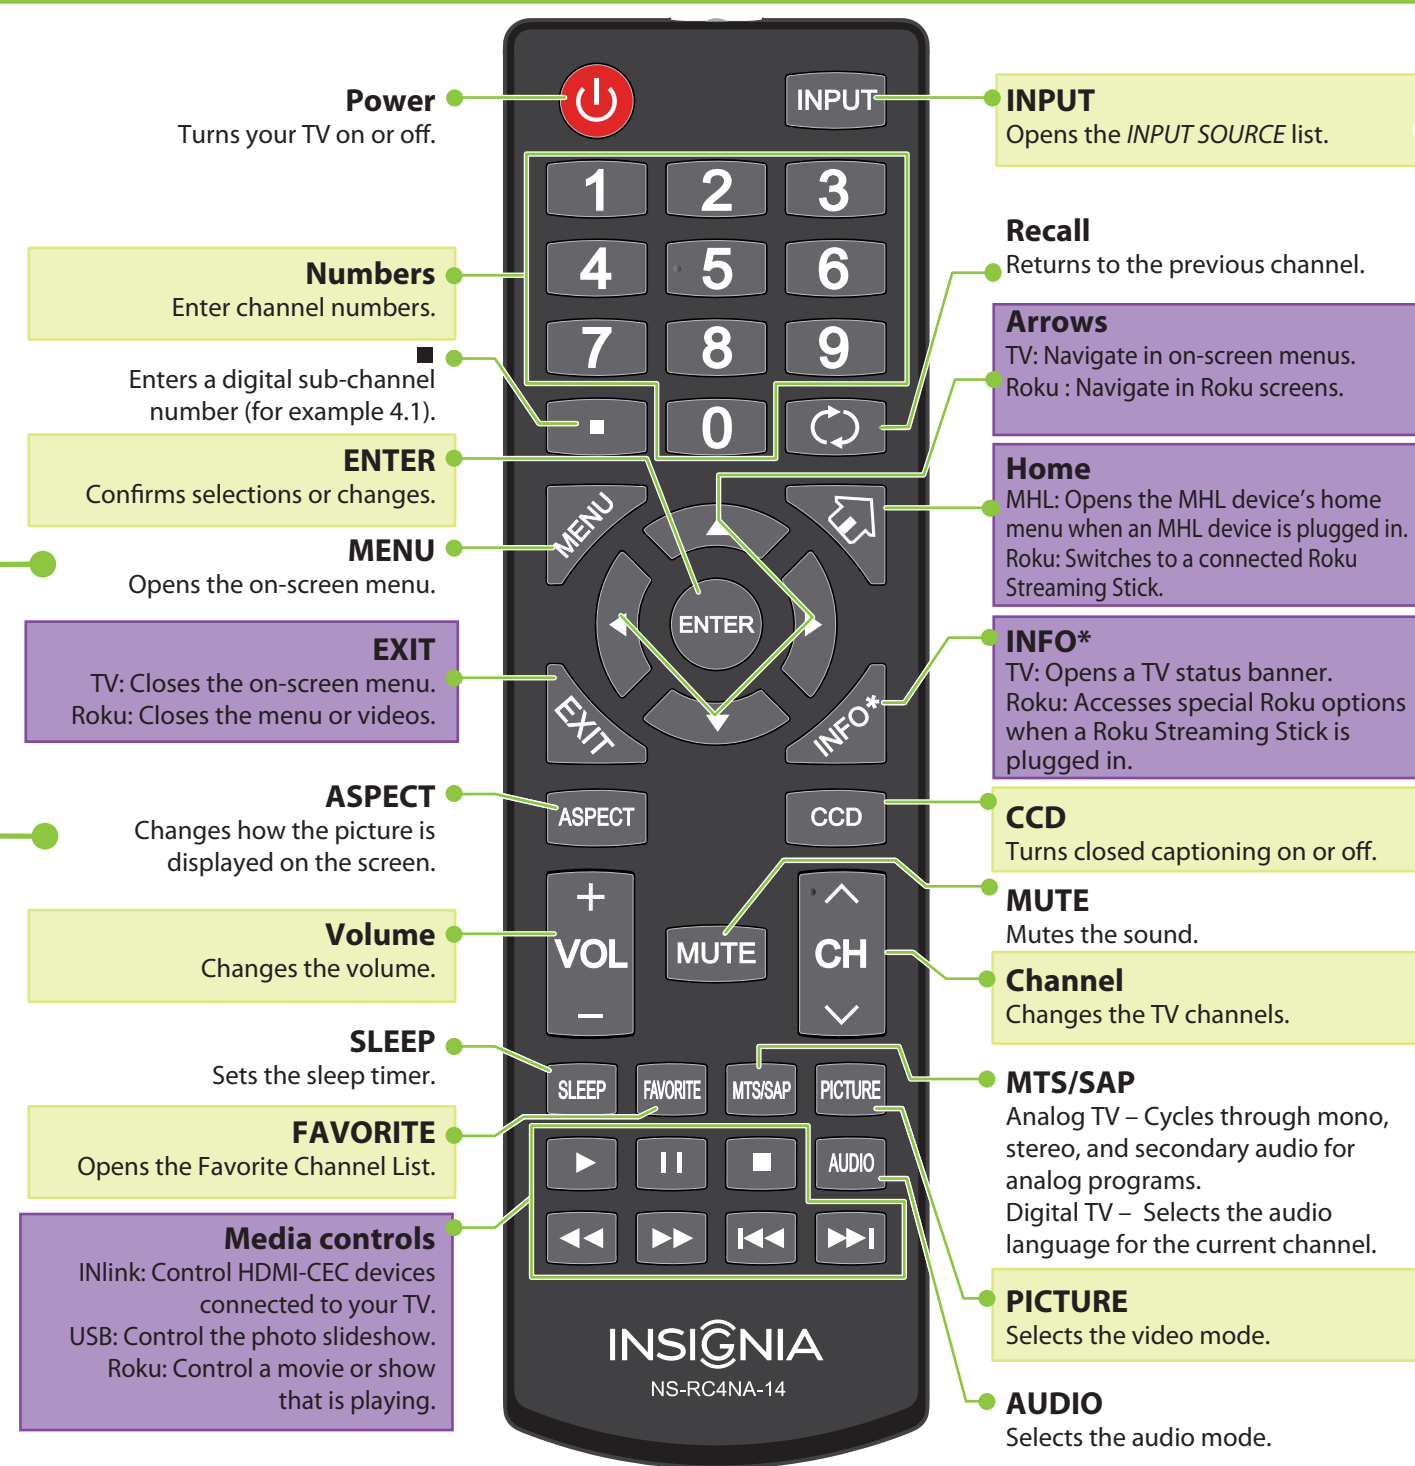 Power
Turns your TV on or off.
Numbers
Enter channel numbers.
■
Enters a digital sub-channel
number (for example 4.1).
ENTER
Confirms selections or changes.
MENU
Opens the on-screen menu.
EXIT
TV: Closes the on-screen menu.
Roku: Closes the menu or videos.
ASPECT
Changes how the picture is
displayed on the screen.
Volume
Changes the volume.
SLEEP
Sets the sleep timer.
FAVORITE
Opens the Favorite Channel List.
Media controls
INlink: Control HDMI-CEC devices
connected to your TV.
USB: Control the photo slideshow.
Roku: Control a movie or show
that is playing.
INPUT
1 2 3
4 5 6
7 8 9
0
MENU
ENTER
EXIT
INFO*
ASPECT
CCD
+
VOL
–
MUTE
CH
SLEEP
FAVORITE
MTS/SAP
PICTURE
AUDIO
INSIGNIA
NS-RC4NA-14
INPUT
Opens the INPUT SOURCE list.
Recall
Returns to the previous channel.
Arrows
TV: Navigate in on-screen menus.
Roku : Navigate in Roku screens.
Home
MHL: Opens the MHL device’s home
menu when an MHL device is plugged in.
Roku: Switches to a connected Roku
Streaming Stick.
INFO*
TV: Opens a TV status banner.
Roku: Accesses special Roku options
when a Roku Streaming Stick is
plugged in.
CCD
Turns closed captioning on or off.
MUTE
Mutes the sound.
Channel
Changes the TV channels.
MTS/SAP
Analog TV – Cycles through mono,
stereo, and secondary audio for
analog programs.
Digital TV – Selects the audio
language for the current channel.
PICTURE
Selects the video mode.
AUDIO
Selects the audio mode.